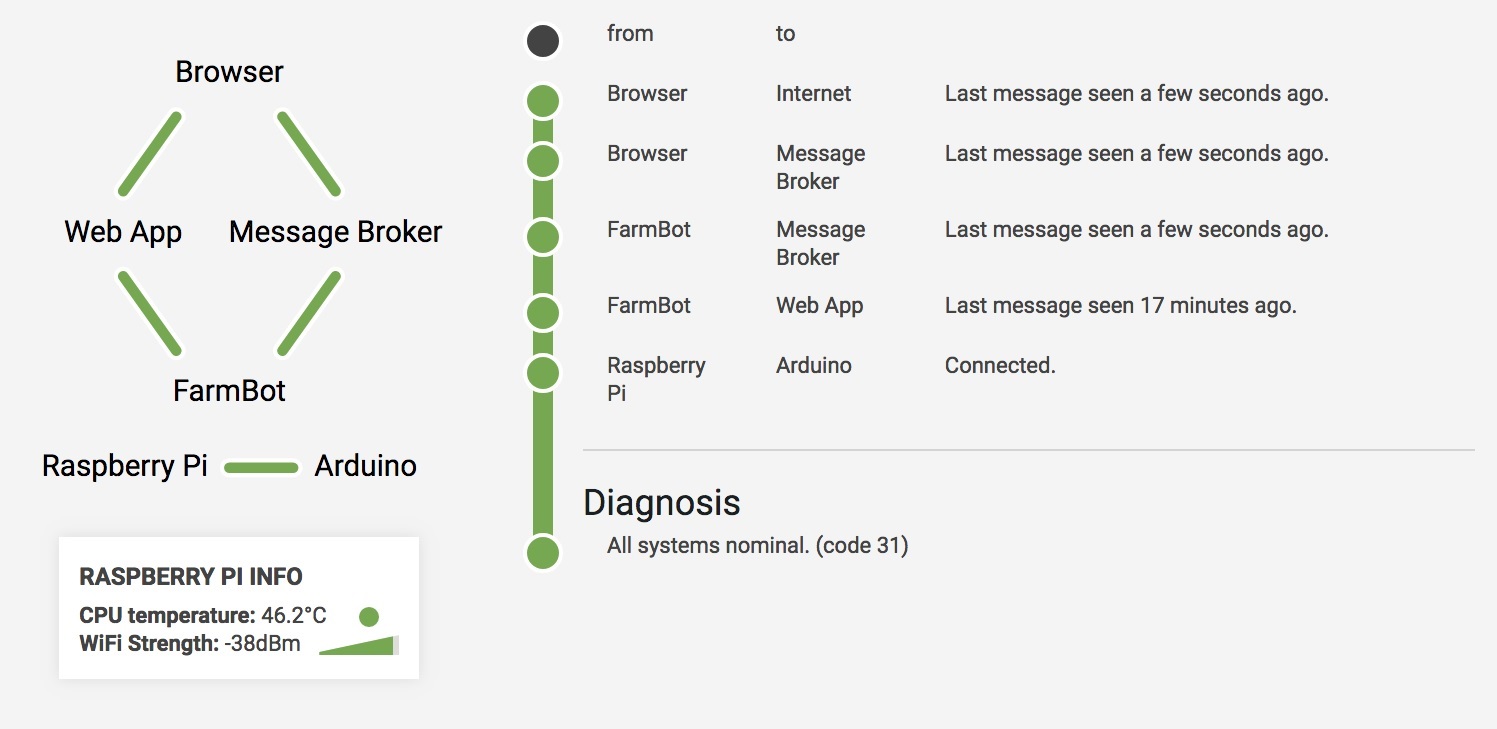 Browser
Web App Message Broker
FarmBot
Raspberry Pi Arduino
RASPBERRY PI INFO
CPU temperature: 46.2°C
WiFi Strength: -38dBm
from to
Browser Internet Last message seen a few seconds ago.
Browser Message Last message seen a few seconds ago.
Broker
FarmBot Message Last message seen a few seconds ago.
Broker
FarmBot Web App Last message seen 17 minutes ago.
Raspberry Arduino Connected.
Pi
Diagnosis
All systems nominal. (code 31)